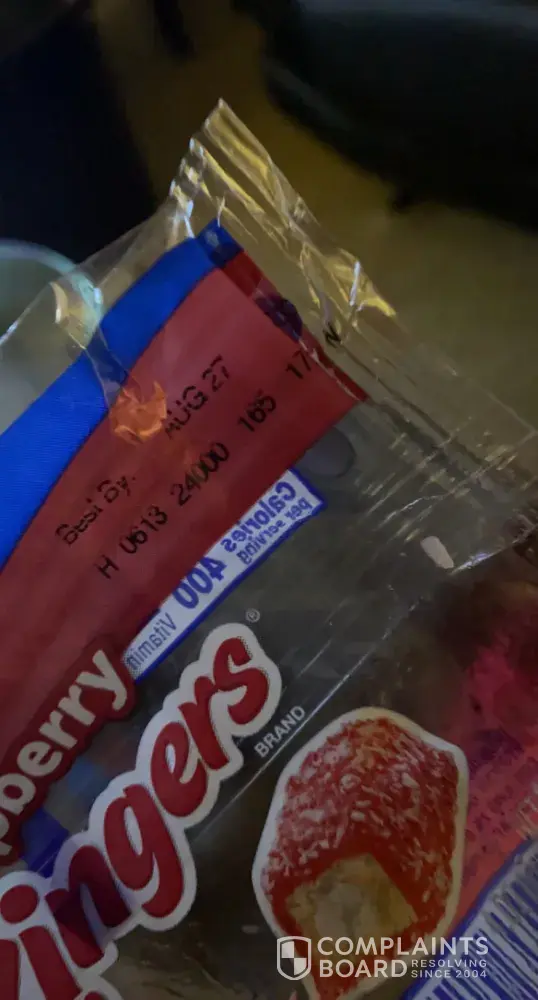 Best By:
AUG 27
H 0613 24000 165 17
Calories
per serving
400
Vitamin
berry
ingers®
BRAND
COMPLAINTS
BOARD RESOLVING
SINCE 2004